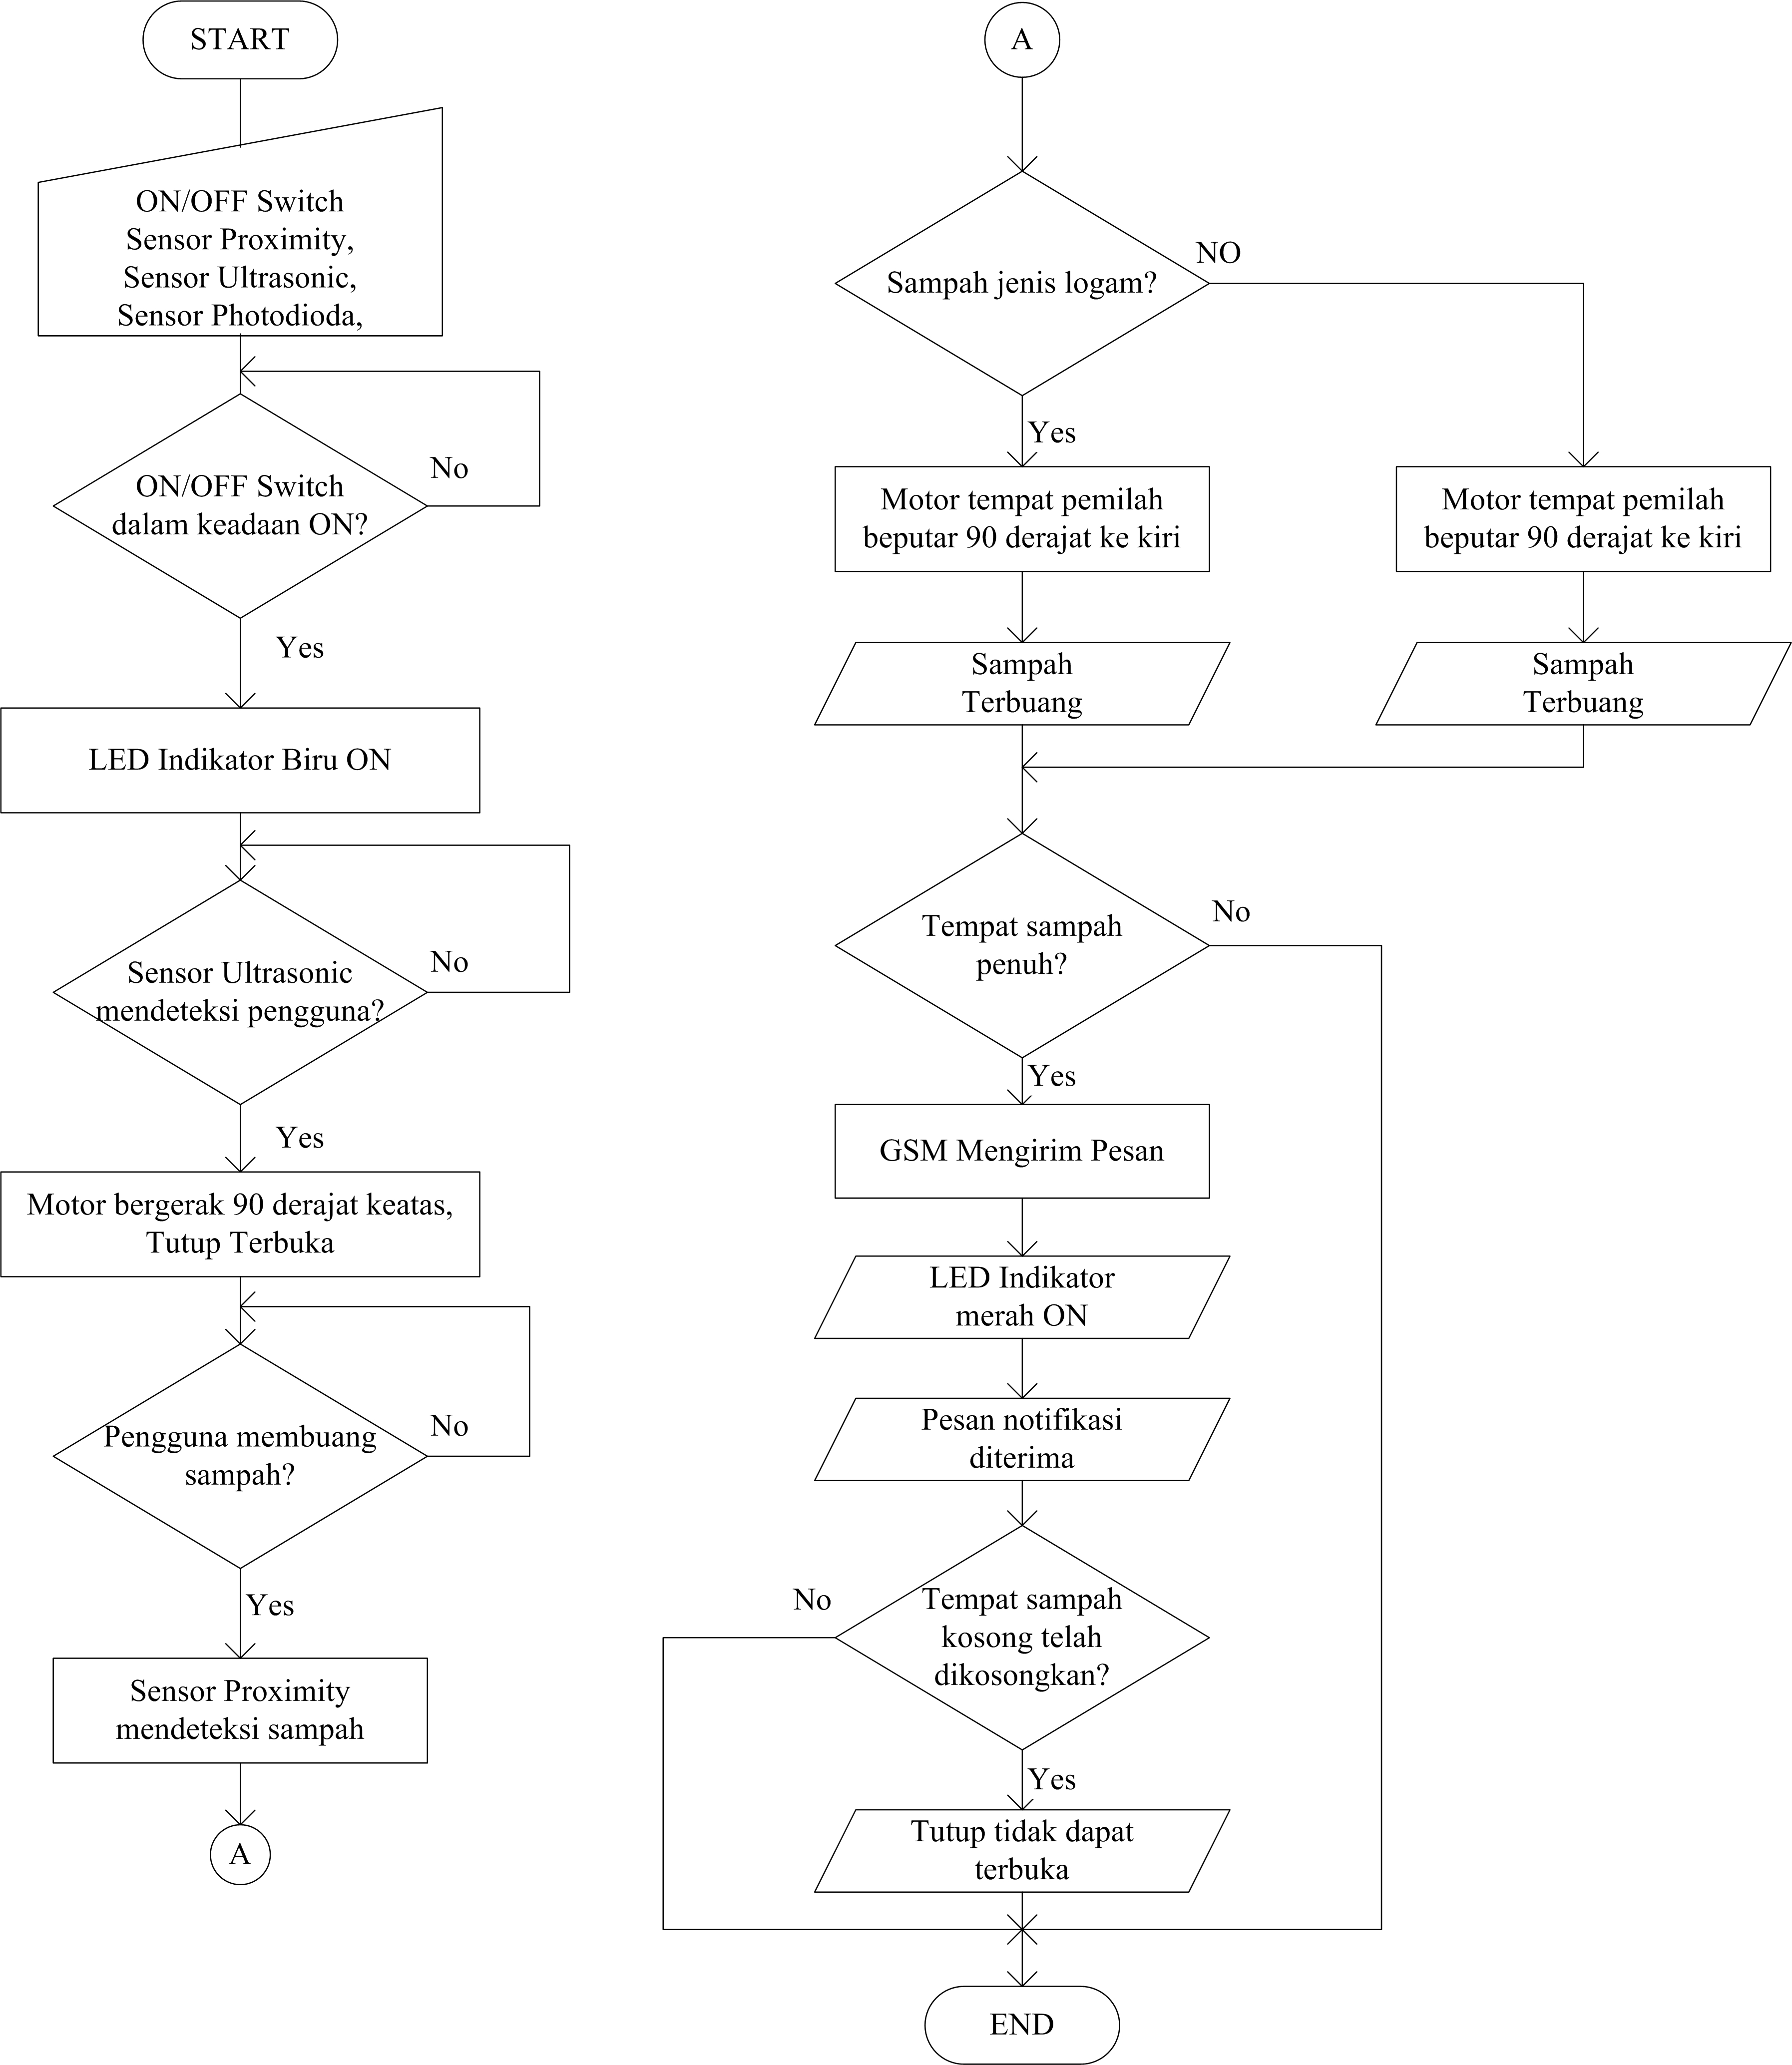 START
ON/OFF Switch
Sensor Proximity,
Sensor Ultrasonic,
Sensor Photodioda,
ON/OFF Switch
dalam keadaan ON?
No
Yes
LED Indikator Biru ON
Sensor Ultrasonic
mendeteksi pengguna?
No
Yes
Motor bergerak 90 derajat keatas,
Tutup Terbuka
Pengguna membuang
sampah?
No
Yes
Sensor Proximity
mendeteksi sampah
A
A
Sampah jenis logam?
NO
Yes
Motor tempat pemilah
beputar 90 derajat ke kiri
Motor tempat pemilah
beputar 90 derajat ke kiri
Sampah
Terbuang
Sampah
Terbuang
Tempat sampah
penuh?
No
Yes
GSM Mengirim Pesan
LED Indikator
merah ON
Pesan notifikasi
diterima
Tempat sampah
kosong telah
dikosongkan?
No
Yes
Tutup tidak dapat
terbuka
END